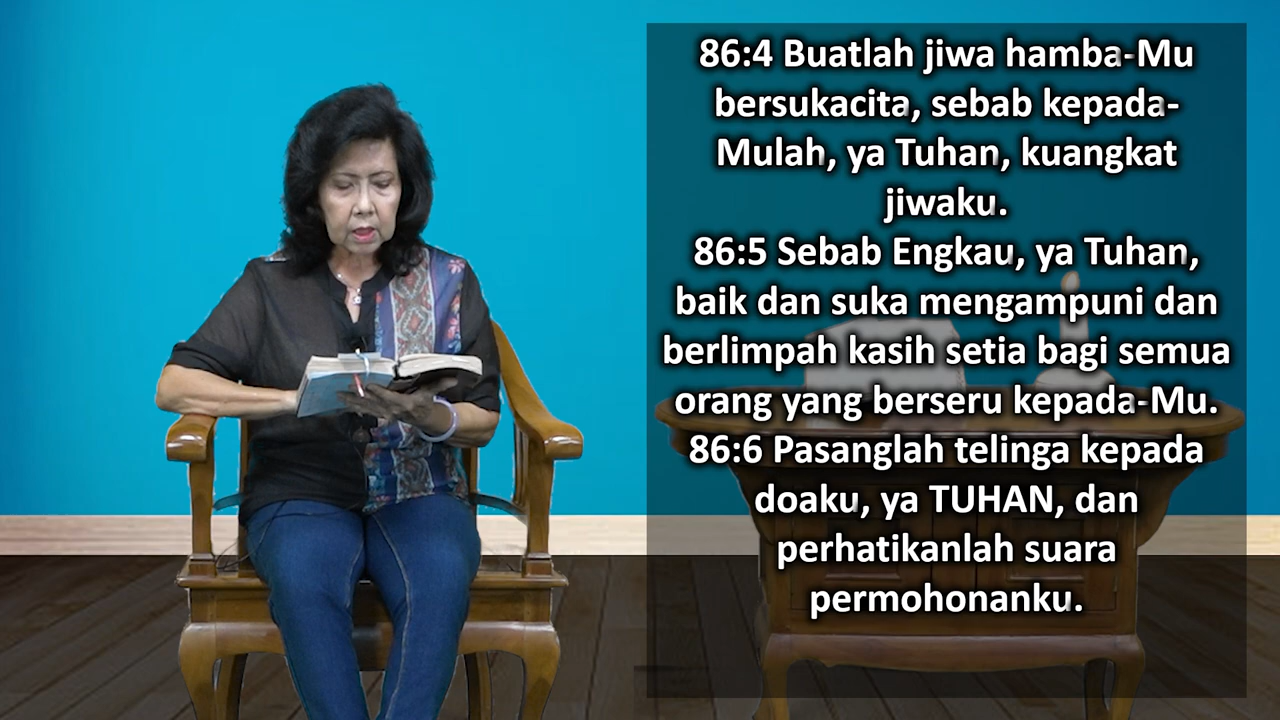 86:4 Buatlah jiwa hamba-Mu
bersukacita, sebab kepada-
Mulah, ya Tuhan, kuangkat
jiwaku.
86:5 Sebab Engkau, ya Tuhan,
baik dan suka mengampuni dan
berlimpah kasih setia bagi semua
orang yang berseru kepada-Mu.
86:6 Pasanglah telinga kepada
doaku, ya TUHAN, dan
perhatikanlah suara
permohonanku.